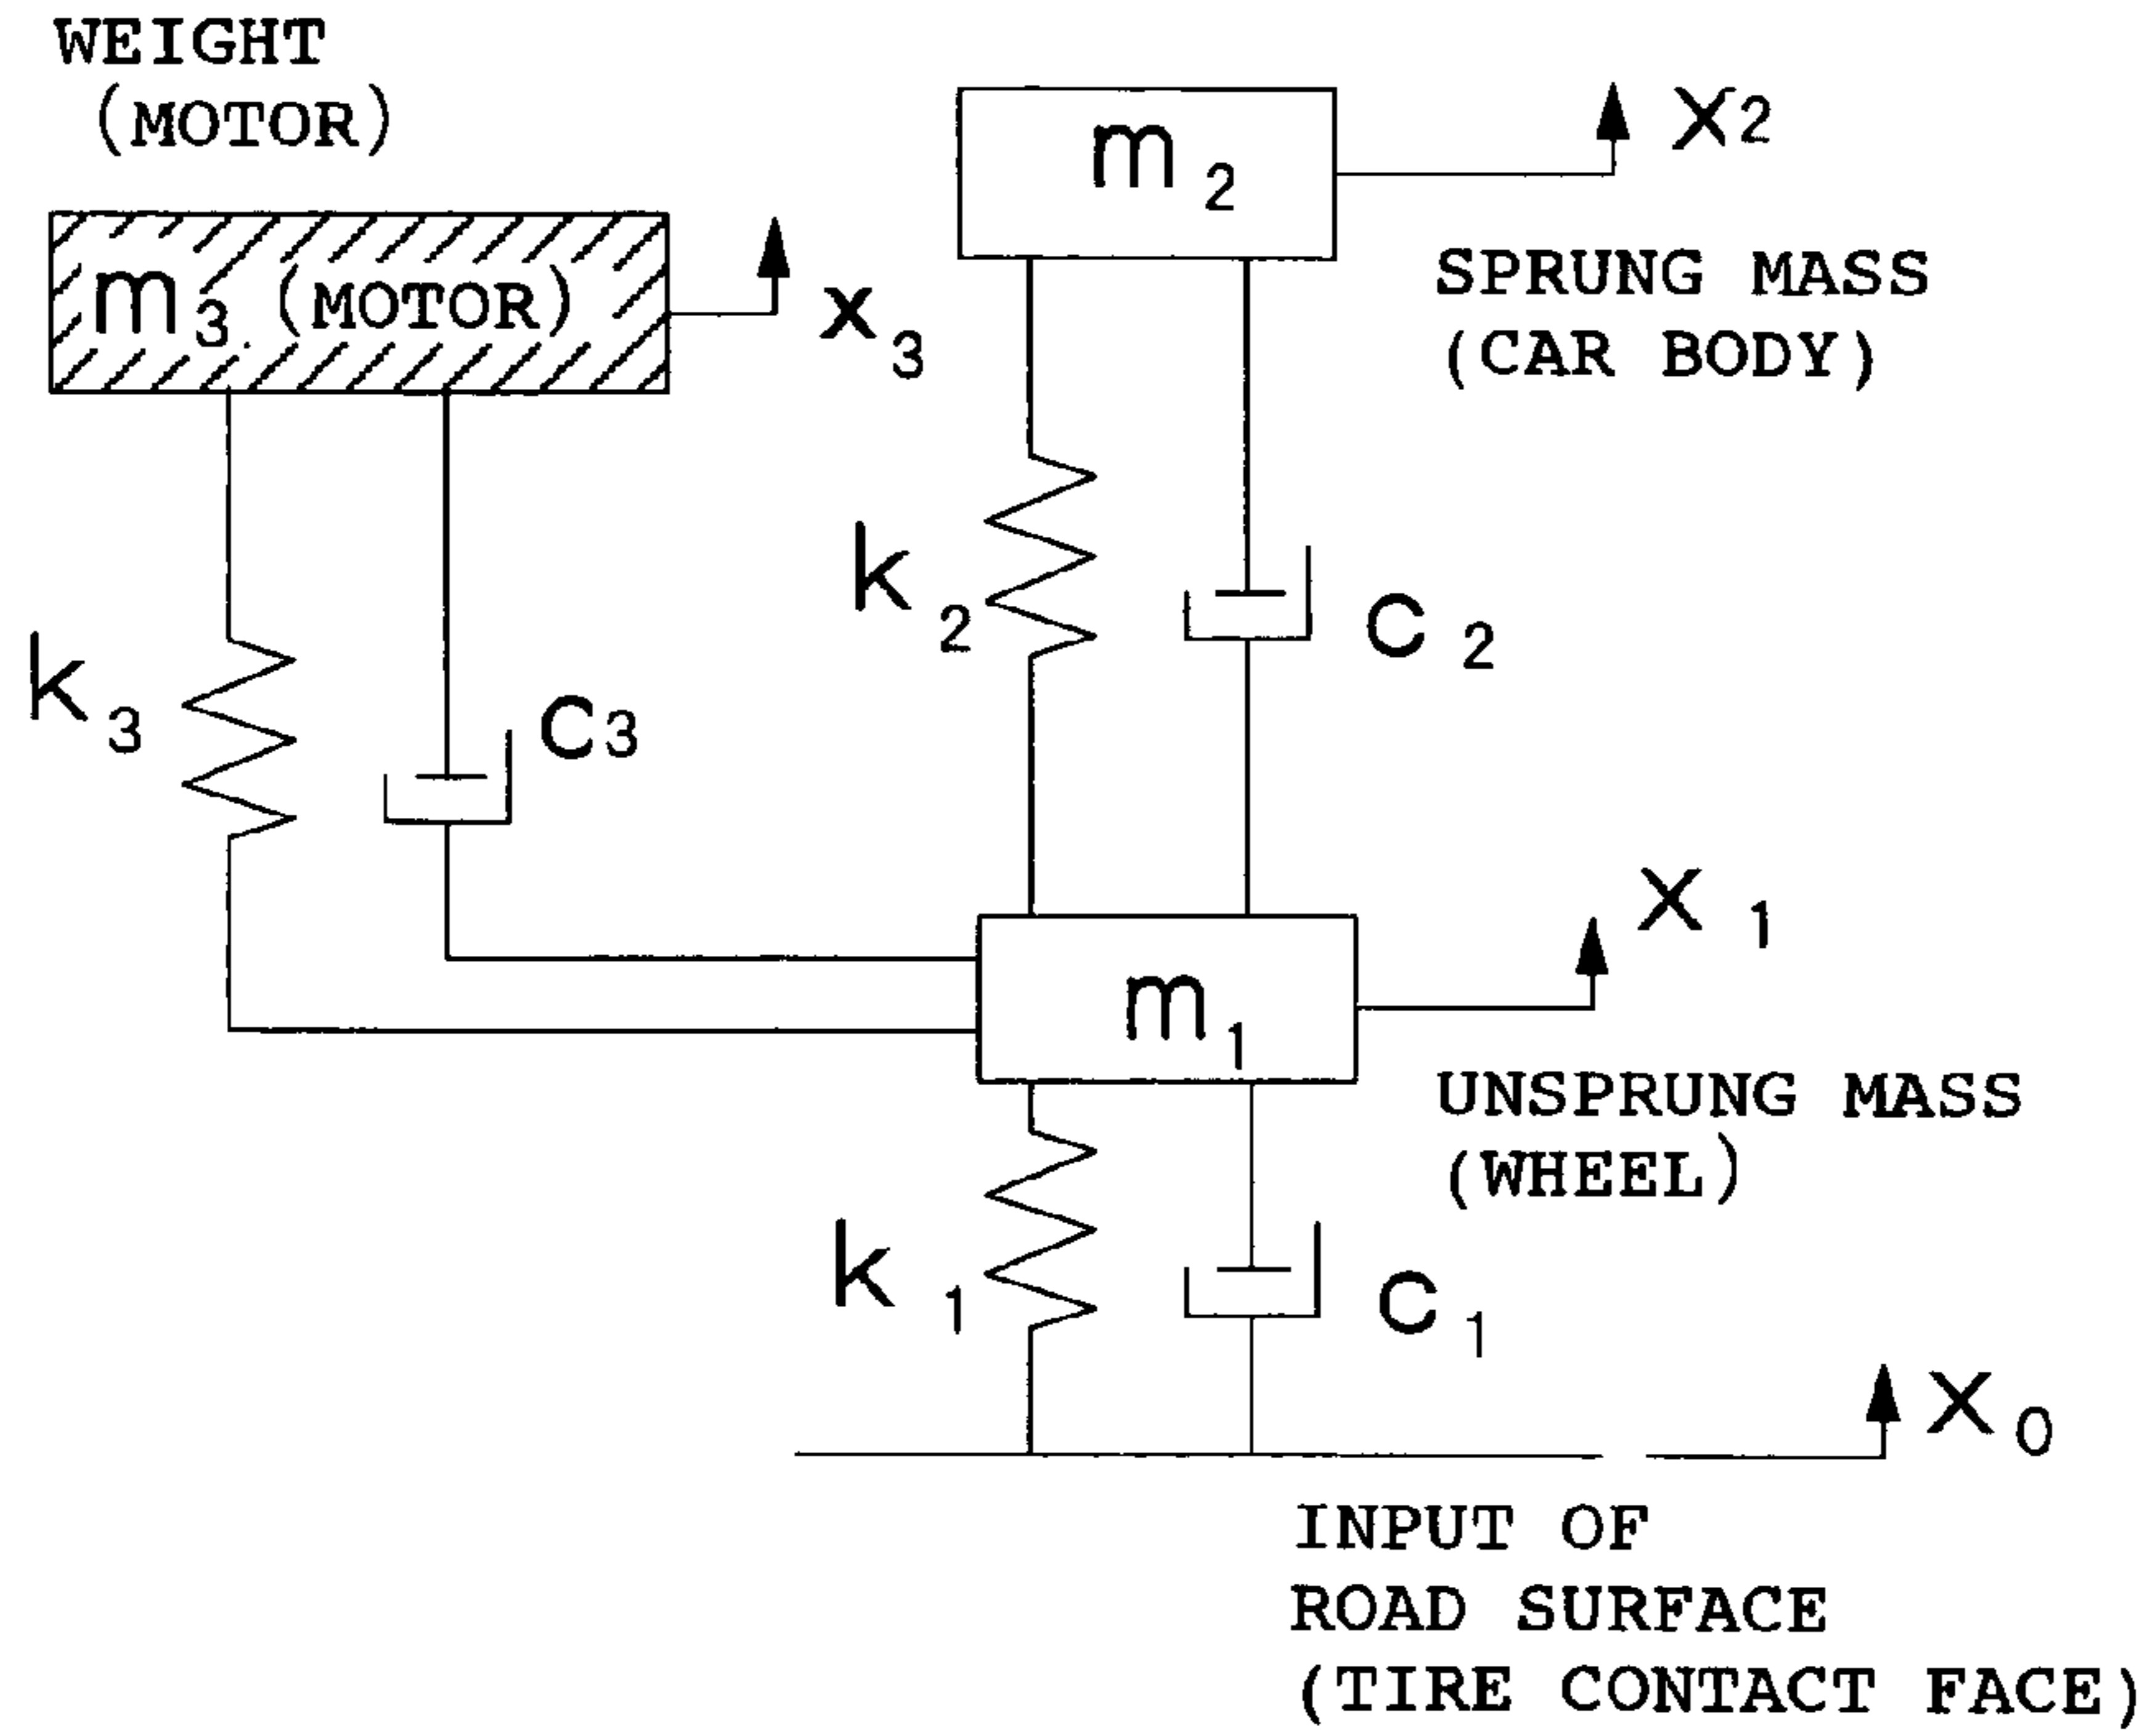 WEIGHT
(MOTOR)
m3 (MOTOR)
x3
m2
X2
SPRUNG MASS
(CAR BODY)
k2
C2
k3
C3
m1
X1
UNSPRUNG MASS
(WHEEL)
k1
C1
X0
INPUT OF
ROAD SURFACE
(TIRE CONTACT FACE)